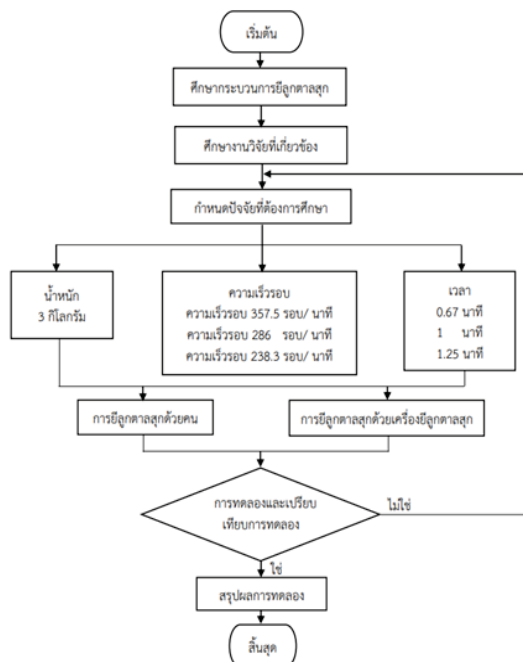 เริ่มต้น
ศึกษากระบวนการยีลูกตาลสุก
ศึกษางานวิจัยที่เกี่ยวข้อง
กำหนดปัจจัยที่ต้องการศึกษา
น้ำหนัก
3 กิโลกรัม
ความเร็วรอบ
ความเร็วรอบ 357.5 รอบ/ นาที
ความเร็วรอบ 286 รอบ/ นาที
ความเร็วรอบ 238.3 รอบ/ นาที
เวลา
0.67 นาที
1 นาที
1.25 นาที
การยีลูกตาลสุกด้วยคน
การยีลูกตาลสุกด้วยเครื่องยีลูกตาลสุก
การทดลองและเปรียบ
เทียบการทดลอง
ไม่ใช่
ใช่
สรุปผลการทดลอง
สิ้นสุด